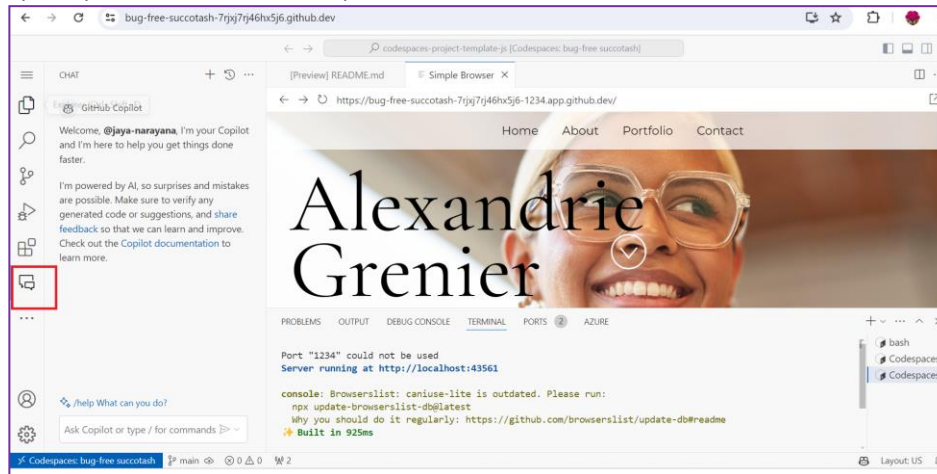 bug-free-succotash-7rjxj7rj46hx5j6.github.dev
codespaces-project-template-js [Codespaces: bug-free succotash]
CHAT
[Preview] README.md
Simple Browser
https://bug-free-succotash-7rjxj7rj46hx5j6-1234.app.github.dev/
GitHub Copilot
Welcome, @jaya-narayana, I'm your Copilot
and I'm here to help you get things done
faster.
I'm powered by AI, so surprises and mistakes
are possible. Make sure to verify any
generated code or suggestions, and share
feedback so that we can learn and improve.
Check out the Copilot documentation to
learn more.
/help What can you do?
Ask Copilot or type / for commands
Home About Portfolio Contact
Alexandrie
Grenier
PROBLEMS OUTPUT DEBUG CONSOLE TERMINAL PORTS 2 AZURE
Port "1234" could not be used
Server running at http://localhost:43561
console: Browserslist: caniuse-lite is outdated. Please run:
npx update-browserslist-db@latest
Why you should do it regularly: https://github.com/browserslist/update-db#readme
Built in 925ms
bash
Codespaces
Codespaces
Codespaces: bug-free succotash main 0 0 2
Layout: US